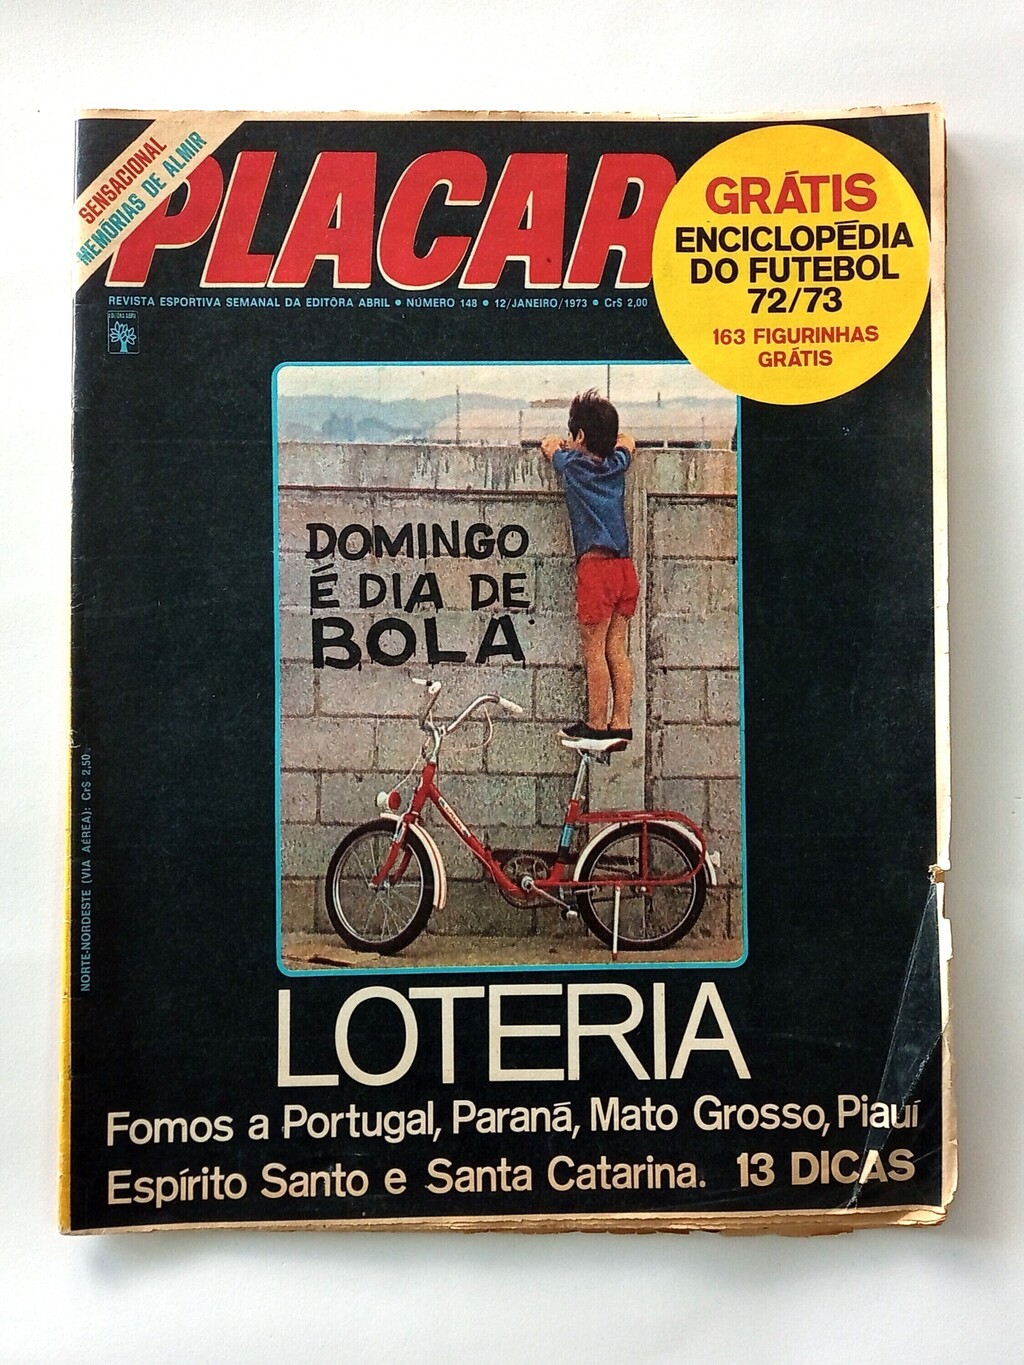 SENSACIONAL
MEMÓRIAS DE ALMIR
PLACAR
REVISTA ESPORTIVA SEMANAL DA EDITÔRA ABRIL • NÚMERO 148 • 12/JANEIRO/1973 • Cr$ 2,00
GRÁTIS
ENCICLOPÉDIA
DO FUTEBOL
72/73
163 FIGURINHAS
GRÁTIS
EDITORA ABRIL
DOMINGO
É DIA DE
BOLA
NORTE-NORDESTE (VIA AÉREA): Cr$ 2,50
LOTERIA
Fomos a Portugal, Paraná, Mato Grosso, Piauí
Espírito Santo e Santa Catarina. 13 DICAS